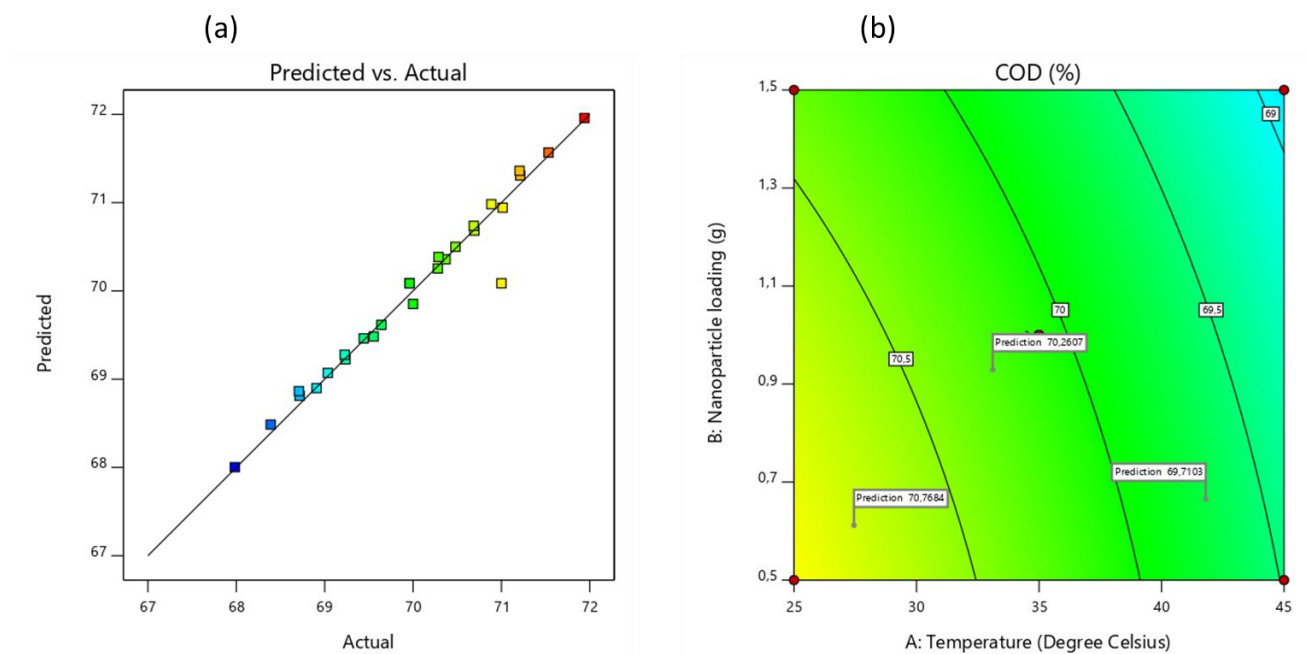 (a)
(b)
Predicted vs. Actual
72
71
70
69
68
67
67 68 69 70 71 72
Predicted
Actual
COD (%)
1,5
1,3
1,1
0,9
0,7
0,5
25 30 35 40 45
B: Nanoparticle loading (g)
A: Temperature (Degree Celsius)
69
70
69,5
Prediction 70,2607
70,5
Prediction 69,7103
Prediction 70,7684